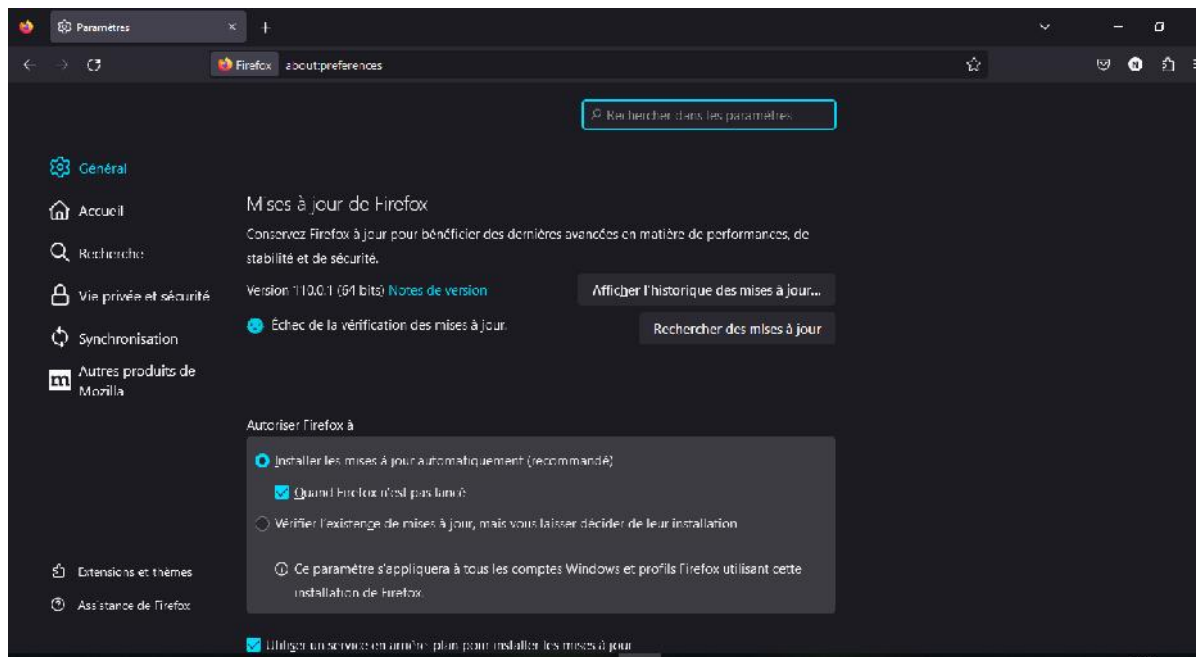 Paramètres
Firefox about:preferences
Rechercher dans les paramètres
Général
Accueil
Recherche
Vie privée et sécurité
Synchronisation
Autres produits de
Mozilla
Extensions et thèmes
Assistance de Firefox
Mises à jour de Firefox
Conservez Firefox à jour pour bénéficier des dernières avancées en matière de performances, de
stabilité et de sécurité.
Version 110.0.1 (64 bits) Notes de version
Afficher l'historique des mises à jour...
Échec de la vérification des mises à jour.
Rechercher des mises à jour
Autoriser Firefox à
Installer les mises à jour automatiquement (recommandé)
Quand Firefox n'est pas lancé
Vérifier l'existence de mises à jour, mais vous laisser décider de leur installation
Ce paramètre s'appliquera à tous les comptes Windows et profils Firefox utilisant cette
installation de Firefox.
Utiliser un service en arrière-plan pour installer les mises à jour